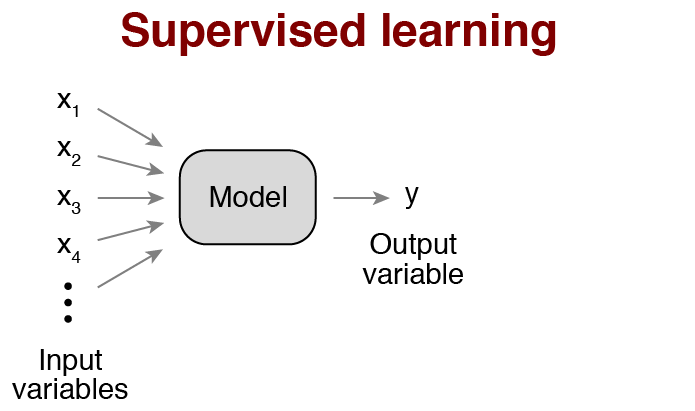 Supervised learning
x1
x2
x3
x4
Model
y
Output
variable
Input
variables